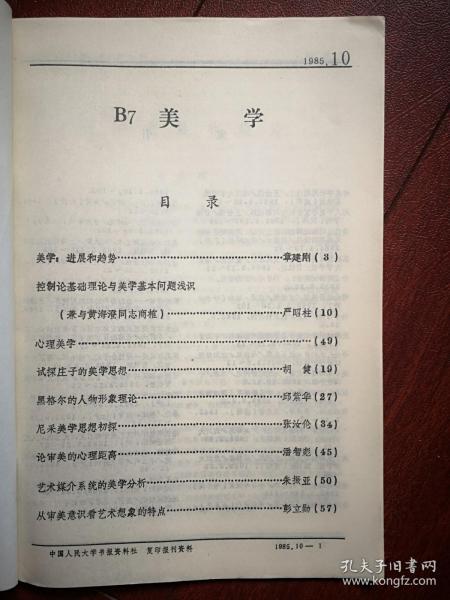 1985.10
B7 美 学
目 录
美学：进展和趋势……………………………章建刚(3)
控制论基础理论与美学基本问题浅识
(兼与黄海澄同志商榷)……………………严昭柱(10)
心理美学……………………………………(49)
试探庄子的美学思想………………………胡 健(19)
黑格尔的人物形象理论……………………邱紫华(27)
尼采美学思想初探…………………………张汝伦(34)
论审美的心理距离…………………………潘智彪(45)
艺术媒介系统的美学分析…………………朱振亚(50)
从审美意识看艺术想象的特点……………彭立勋(57)
中国人民大学书报资料社 复印报刊资料
1985.10—1
孔夫子旧书网
www.kongfz.com